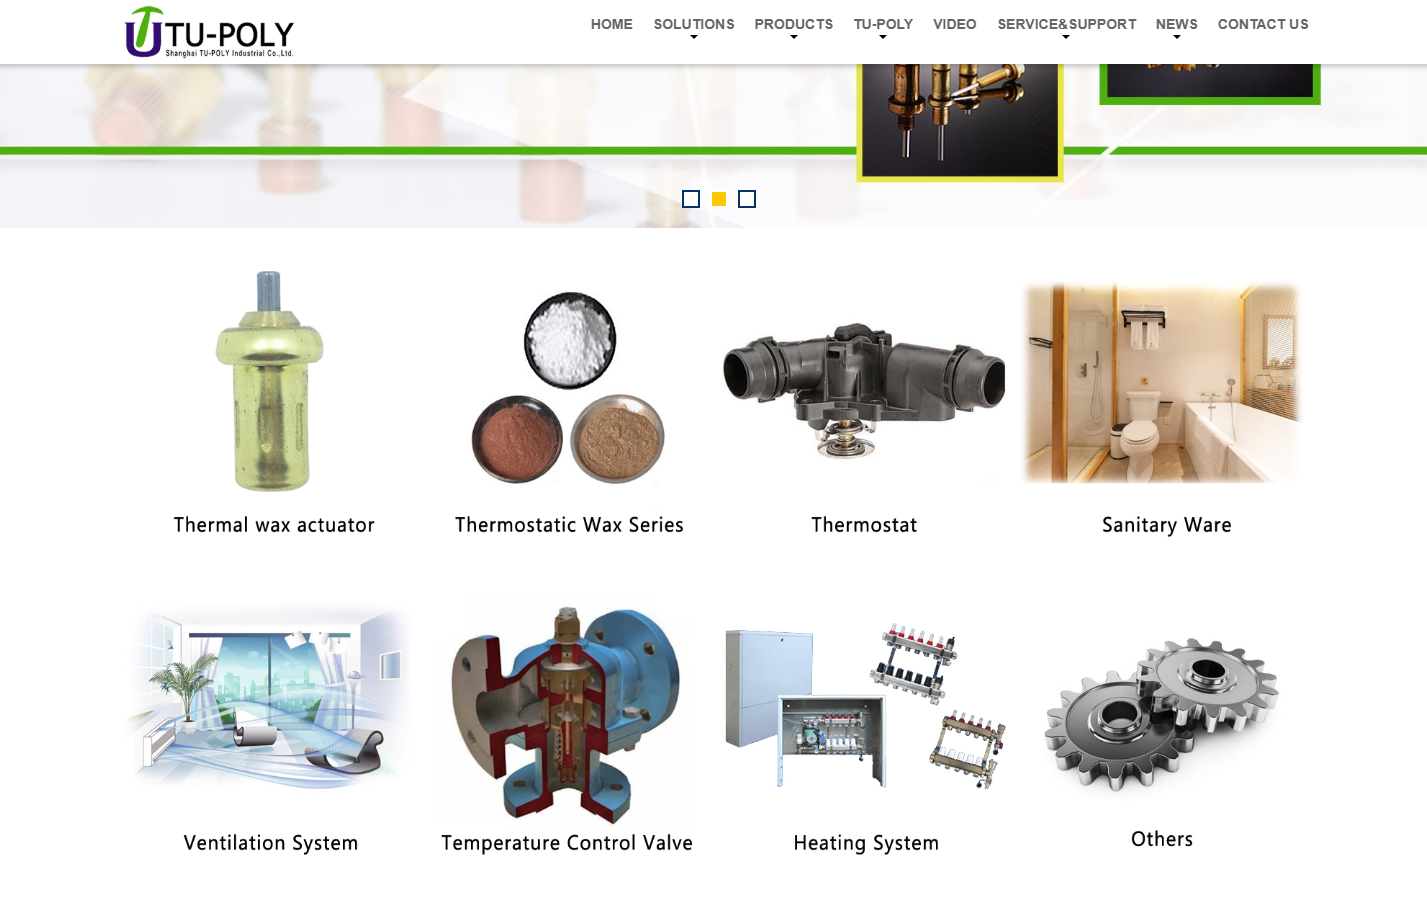 TU-POLY
Shanghai TU-POLY Industrial Co.,Ltd.
HOME SOLUTIONS PRODUCTS TU-POLY VIDEO SERVICE&SUPPORT NEWS CONTACT US
Thermal wax actuator
Thermostatic Wax Series
Thermostat
Sanitary Ware
Ventilation System
Temperature Control Valve
Heating System
Others